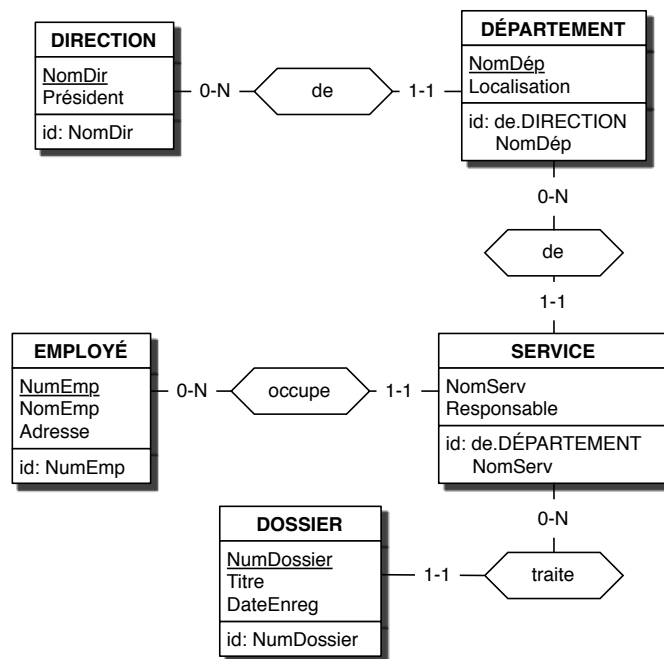 DIRECTION
NomDir
Président
id: NomDir
0-N
de
1-1
DÉPARTEMENT
NomDép
Localisation
id: de.DIRECTION
NomDép
0-N
de
1-1
EMPLOYÉ
NumEmp
NomEmp
Adresse
id: NumEmp
0-N
occupe
1-1
SERVICE
NomServ
Responsable
id: de.DÉPARTEMENT
NomServ
0-N
DOSSIER
NumDossier
Titre
DateEnreg
id: NumDossier
1-1
traite